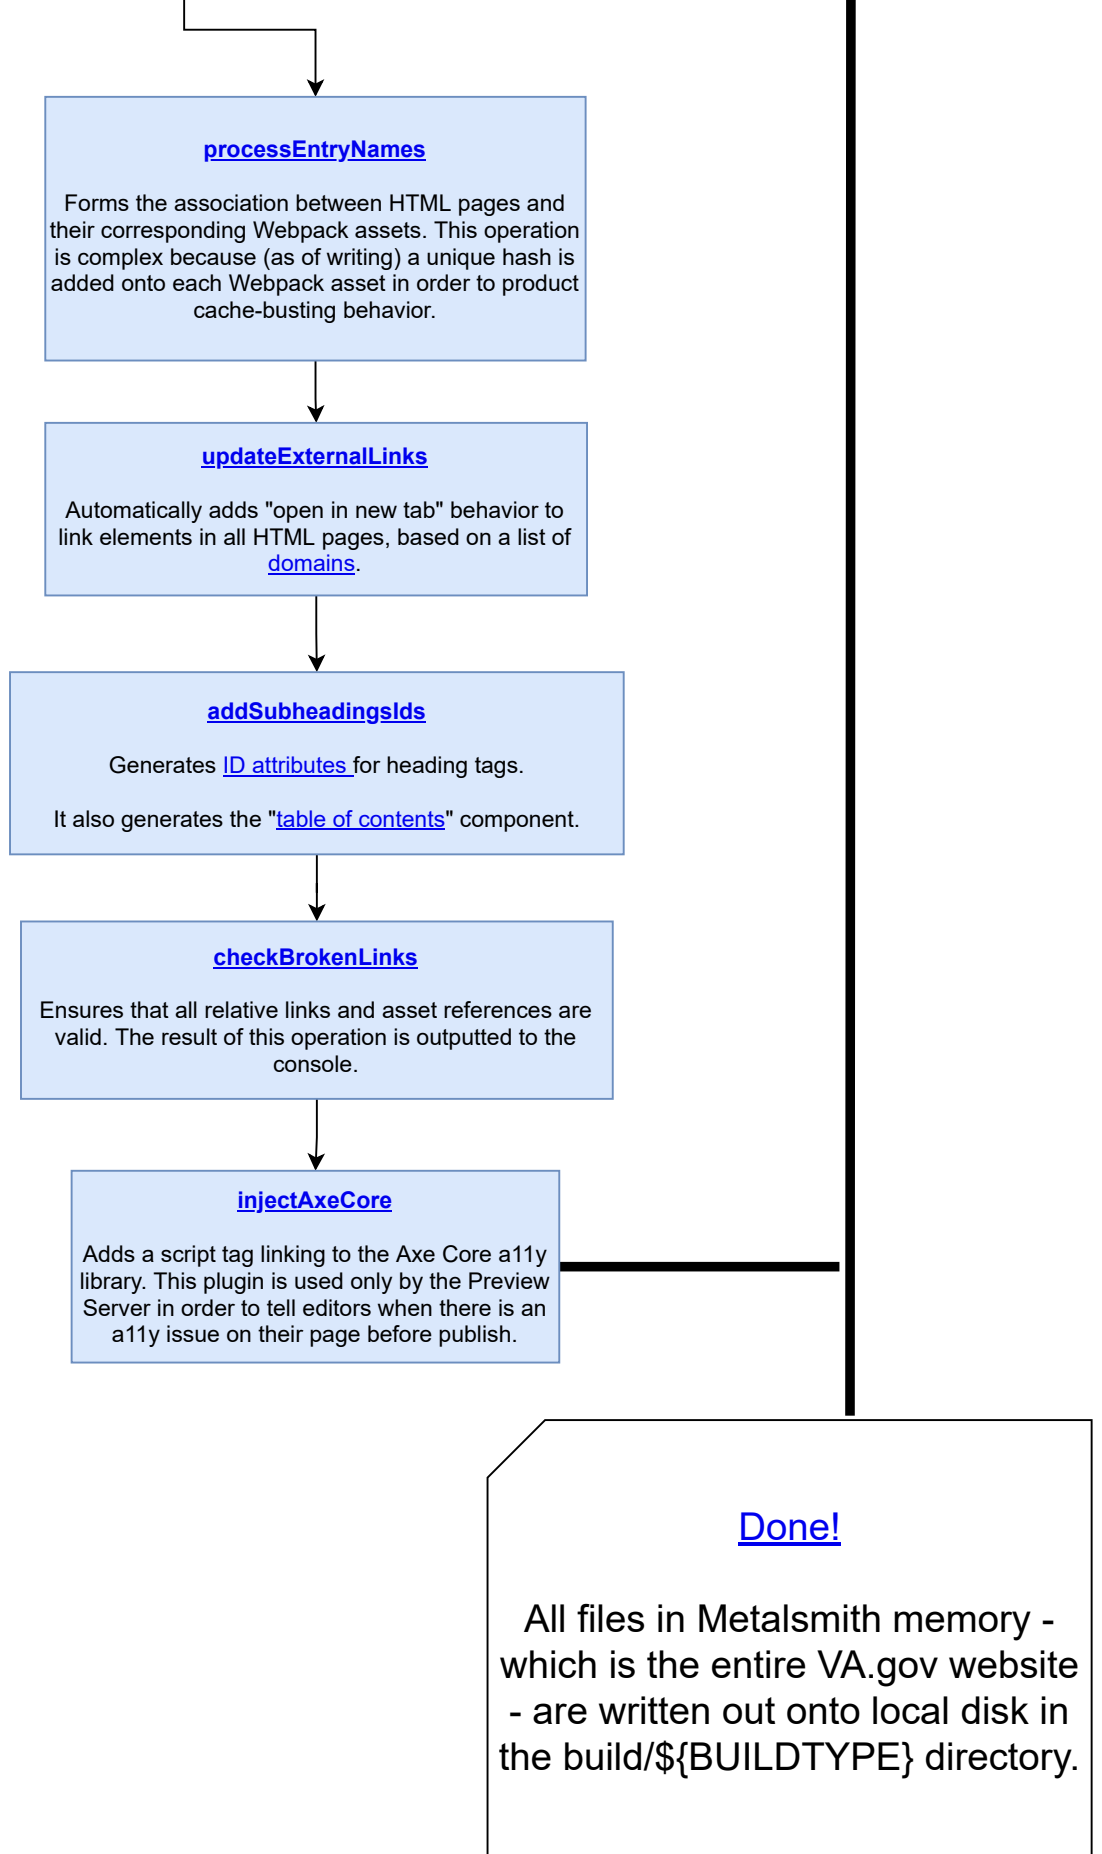 processEntryNames
Forms the association between HTML pages and
their corresponding Webpack assets. This operation
is complex because (as of writing) a unique hash is
added onto each Webpack asset in order to product
cache-busting behavior.
updateExternalLinks
Automatically adds "open in new tab" behavior to
link elements in all HTML pages, based on a list of
domains.
addSubheadingsIds
Generates ID attributes for heading tags.
It also generates the "table of contents" component.
checkBrokenLinks
Ensures that all relative links and asset references are
valid. The result of this operation is outputted to the
console.
injectAxeCore
Adds a script tag linking to the Axe Core a11y
library. This plugin is used only by the Preview
Server in order to tell editors when there is an
a11y issue on their page before publish.
Done!
All files in Metalsmith memory -
which is the entire VA.gov website
- are written out onto local disk in
the build/${BUILDTYPE} directory.